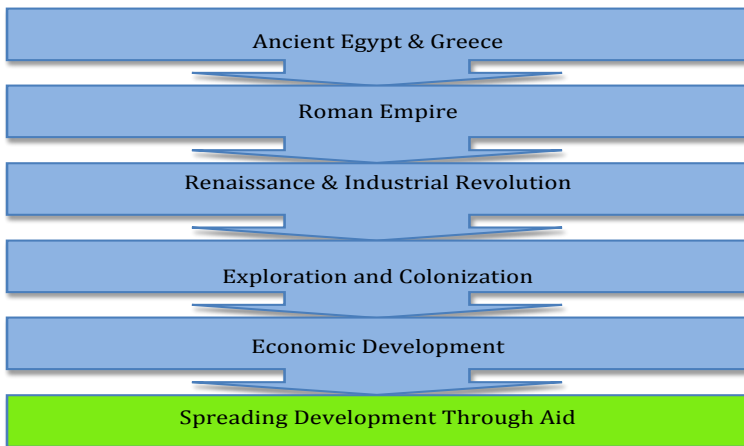 Ancient Egypt & Greece
Roman Empire
Renaissance & Industrial Revolution
Exploration and Colonization
Economic Development
Spreading Development Through Aid